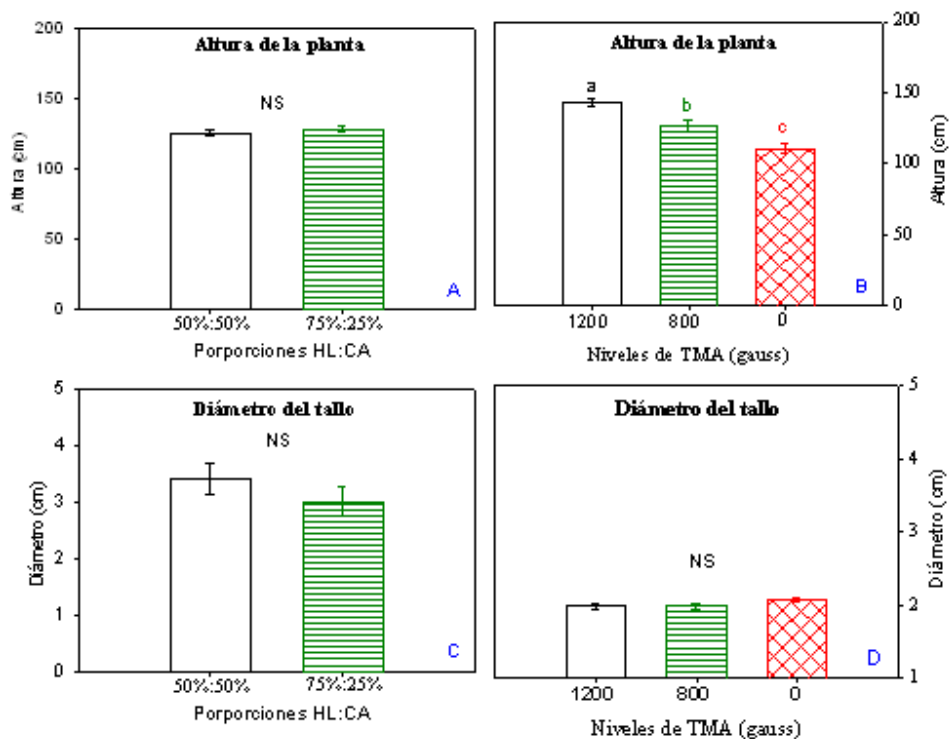 Altura de la planta
NS
Altura (cm)
200
150
100
50
0
50%:50% 75%:25%
Porporciones HL:CA
A
Altura de la planta
a
b
c
200
150
100
50
0
Altura (cm)
1200 800 0
Niveles de TMA (gauss)
B
Diámetro del tallo
NS
Diámetro (cm)
5
4
3
2
1
0
50%:50% 75%:25%
Porporciones HL:CA
C
Diámetro del tallo
NS
5
4
3
2
1
Diámetro (cm)
1200 800 0
Niveles de TMA (gauss)
D